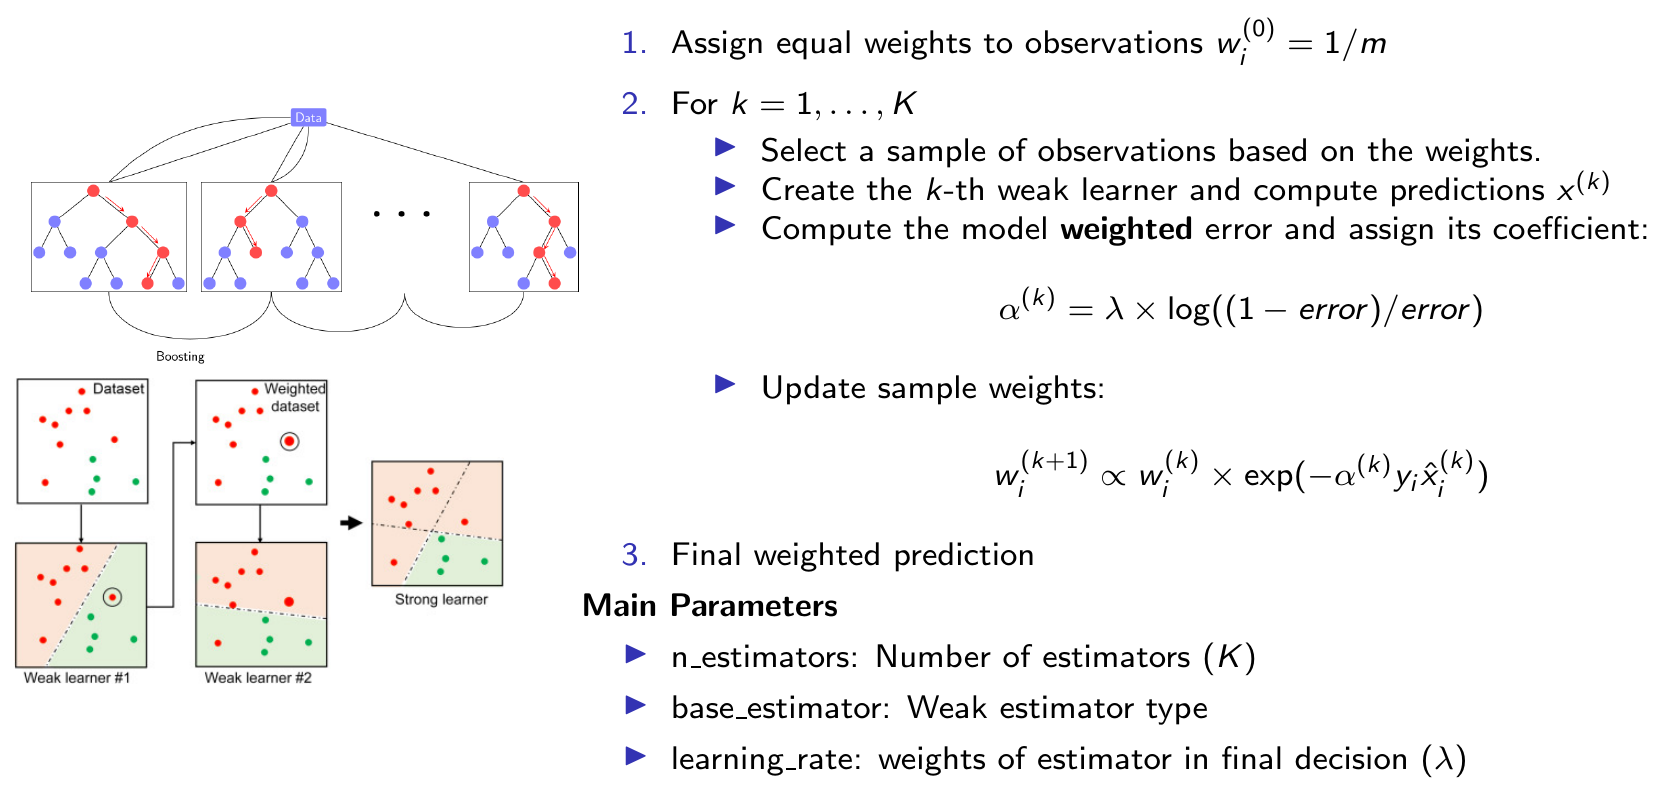 Data
Boosting
Dataset
Weighted
dataset
Weak learner #1
Weak learner #2
Strong learner
1. Assign equal weights to observations $w_i^{(0)} = 1/m$
2. For $k = 1, \ldots, K$
▶ Select a sample of observations based on the weights.
▶ Create the $k$-th weak learner and compute predictions $x^{(k)}$
▶ Compute the model weighted error and assign its coefficient:
$\alpha^{(k)} = \lambda \times \log((1 - error)/error)$
▶ Update sample weights:
$w_i^{(k+1)} \propto w_i^{(k)} \times \exp(-\alpha^{(k)} y_i \hat{x}_i^{(k)})$
3. Final weighted prediction
Main Parameters
▶ n_estimators: Number of estimators ($K$)
▶ base_estimator: Weak estimator type
▶ learning_rate: weights of estimator in final decision ($\lambda$)